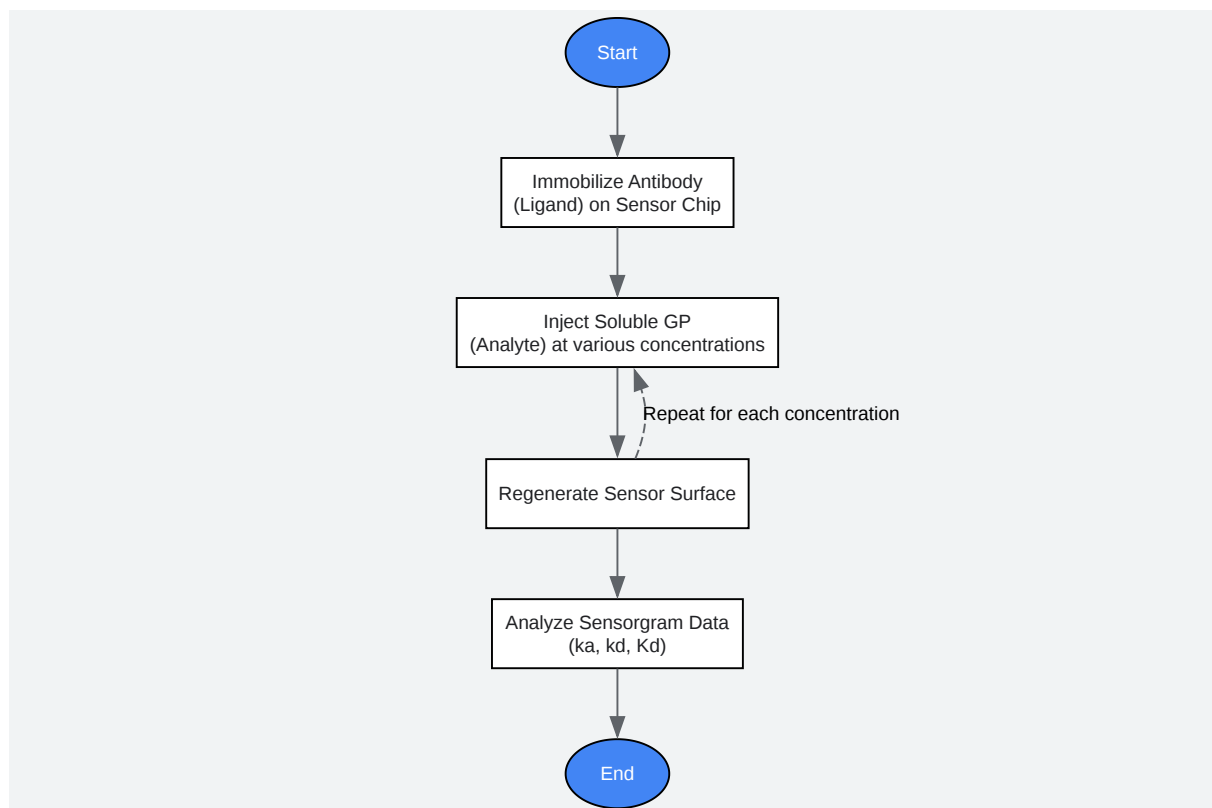 Start
Immobilize Antibody
(Ligand) on Sensor Chip
Inject Soluble GP
(Analyte) at various concentrations
Repeat for each concentration
Regenerate Sensor Surface
Analyze Sensorgram Data
(ka, kd, Kd)
End